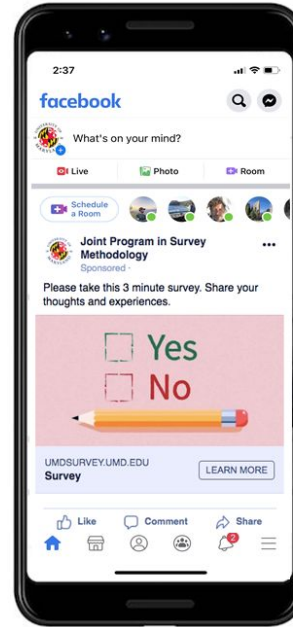 2:37
facebook
What's on your mind?
Live Photo Room
Schedule
a Room
Joint Program in Survey
Methodology
Sponsored ·
Please take this 3 minute survey. Share your
thoughts and experiences.
Yes
No
UMDSURVEY.UMD.EDU
Survey
LEARN MORE
Like Comment Share
2